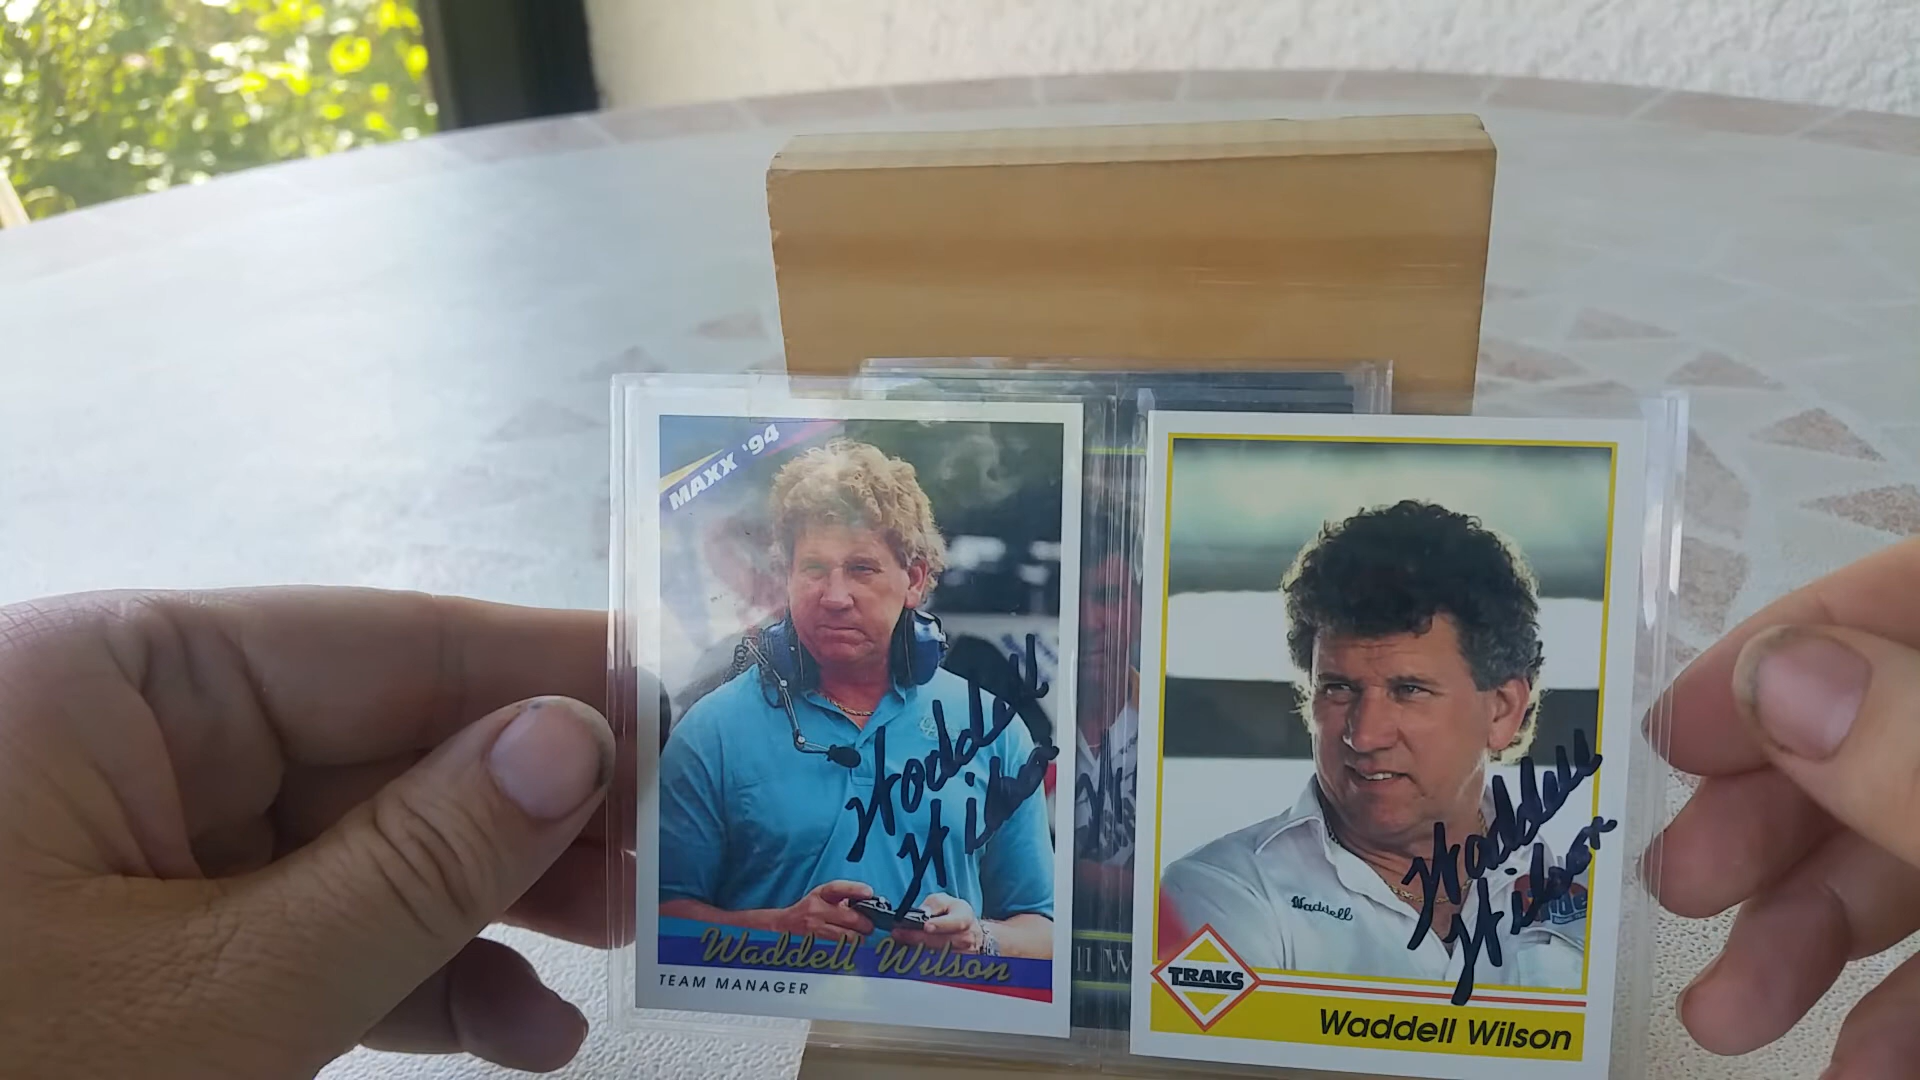 MAXX '94
Waddell
Wilson
Waddell Wilson
TEAM MANAGER
Waddell
Waddell
Wilson
TRAKS
Waddell Wilson